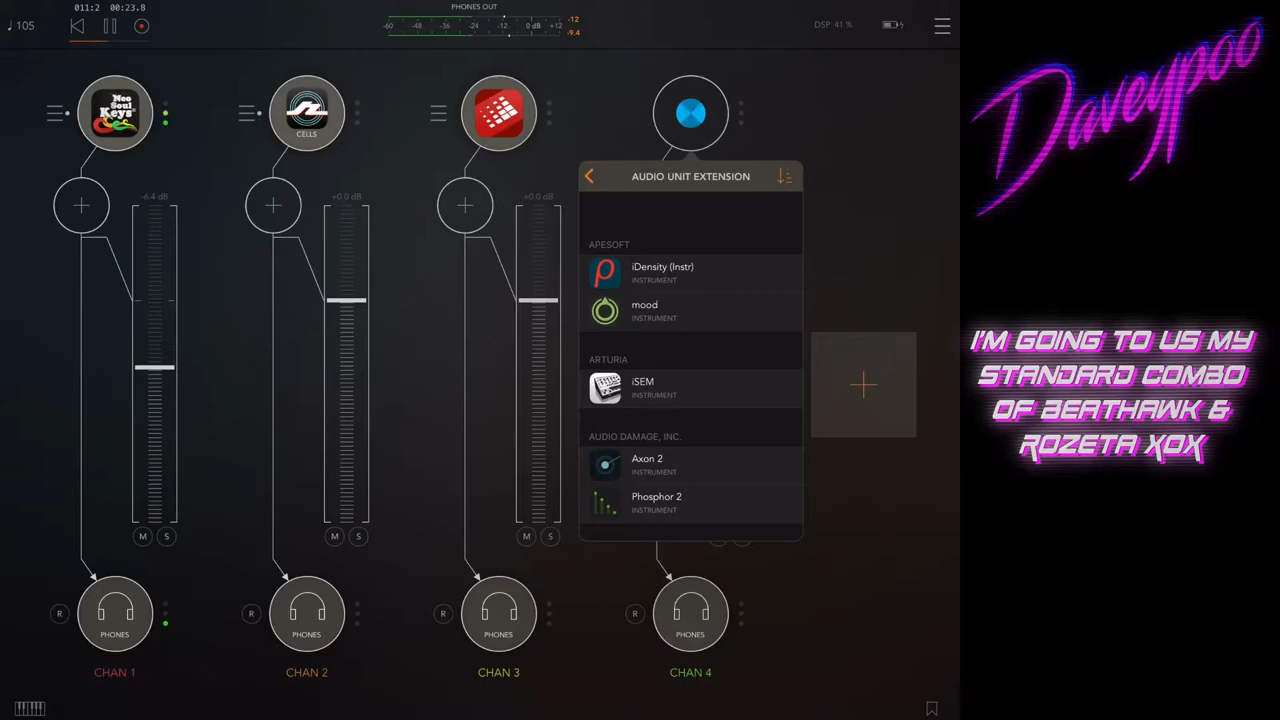 011:2 00:23.8
105
PHONES OUT
-60 -48 -36 -24 -12 0 dB +12
-12
-9.4
DSP: 41 %
Neo
Soul
Keys
CELLS
-6.4 dB
+0.0 dB
+0.0 dB
AUDIO UNIT EXTENSION
APESOFT
iDensity (Instr)
INSTRUMENT
mood
INSTRUMENT
ARTURIA
iSEM
INSTRUMENT
AUDIO DAMAGE, INC.
Axon 2
INSTRUMENT
Phosphor 2
INSTRUMENT
M S
M S
M S
R
PHONES
R
PHONES
R
PHONES
R
PHONES
CHAN 1
CHAN 2
CHAN 3
CHAN 4
Daveypoo
I'M GOING TO US MY
STANDARD COMBO
OF BEATHAWK &
ROZETA XOX